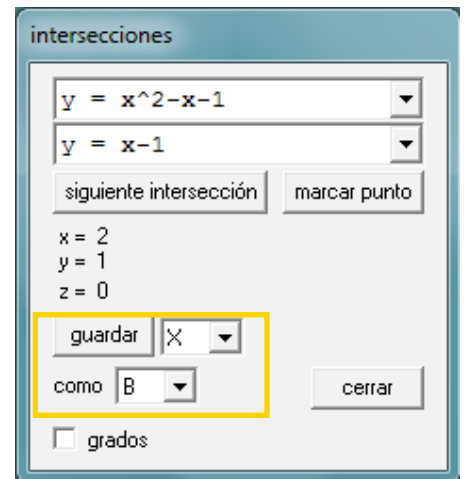 intersecciones
y = x^2-x-1
y = x-1
siguiente intersección marcar punto
x = 2
y = 1
z = 0
guardar X
como B cerrar
grados